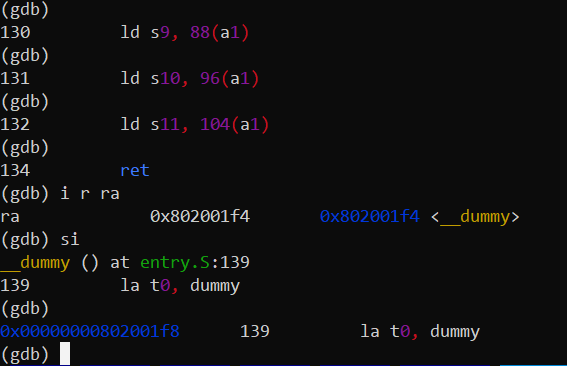 (gdb)
130 ld s9, 88(a1)
(gdb)
131 ld s10, 96(a1)
(gdb)
132 ld s11, 104(a1)
(gdb)
134 ret
(gdb) i r ra
ra 0x802001f4 0x802001f4 <__dummy>
(gdb) si
__dummy () at entry.S:139
139 la t0, dummy
(gdb)
0x00000000802001f8 139 la t0, dummy
(gdb)